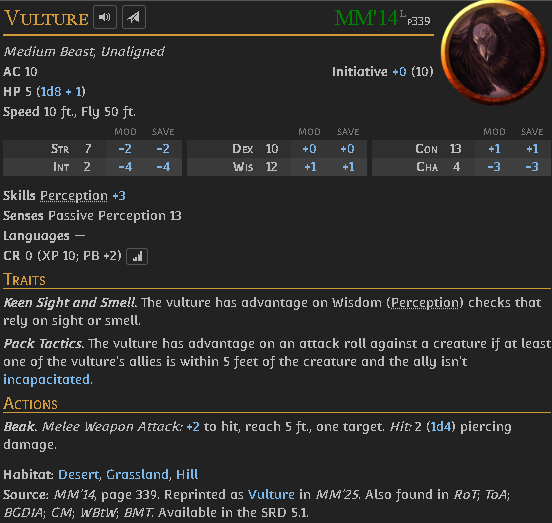 VULTURE MM'14 L p339
Medium Beast, Unaligned
AC 10 Initiative +0 (10)
HP 5 (1d8 + 1)
Speed 10 ft., Fly 50 ft.
MOD SAVE MOD SAVE MOD SAVE
STR 7 −2 −2 DEX 10 +0 +0 CON 13 +1 +1
INT 2 −4 −4 WIS 12 +1 +1 CHA 4 −3 −3
Skills Perception +3
Senses Passive Perception 13
Languages —
CR 0 (XP 10; PB +2)
TRAITS
Keen Sight and Smell. The vulture has advantage on Wisdom (Perception) checks that
rely on sight or smell.
Pack Tactics. The vulture has advantage on an attack roll against a creature if at least
one of the vulture's allies is within 5 feet of the creature and the ally isn't
incapacitated.
ACTIONS
Beak. Melee Weapon Attack: +2 to hit, reach 5 ft., one target. Hit: 2 (1d4) piercing
damage.
Habitat: Desert, Grassland, Hill
Source: MM'14, page 339. Reprinted as Vulture in MM'25. Also found in RoT; ToA;
BGDIA; CM; WBtW; BMT. Available in the SRD 5.1.